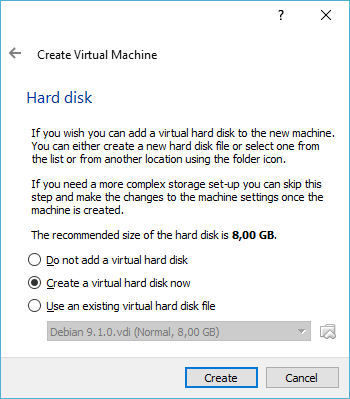 ?
Create Virtual Machine
Hard disk
If you wish you can add a virtual hard disk to the new machine.
You can either create a new hard disk file or select one from
the list or from another location using the folder icon.
If you need a more complex storage set-up you can skip this
step and make the changes to the machine settings once the
machine is created.
The recommended size of the hard disk is 8,00 GB.
Do not add a virtual hard disk
Create a virtual hard disk now
Use an existing virtual hard disk file
Debian 9.1.0.vdi (Normal, 8,00 GB)
Create Cancel